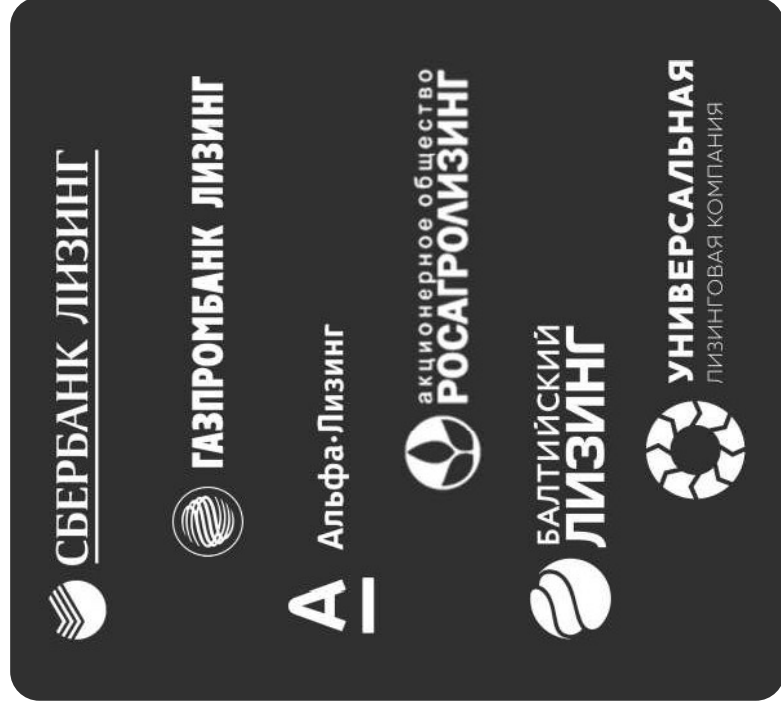 СБЕРБАНК ЛИЗИНГ
ГАЗПРОМБАНК ЛИЗИНГ
А
Альфа·Лизинг
акционерное общество
РОСАГРОЛИЗИНГ
БАЛТИЙСКИЙ
ЛИЗИНГ
УНИВЕРСАЛЬНАЯ
ЛИЗИНГОВАЯ КОМПАНИЯ